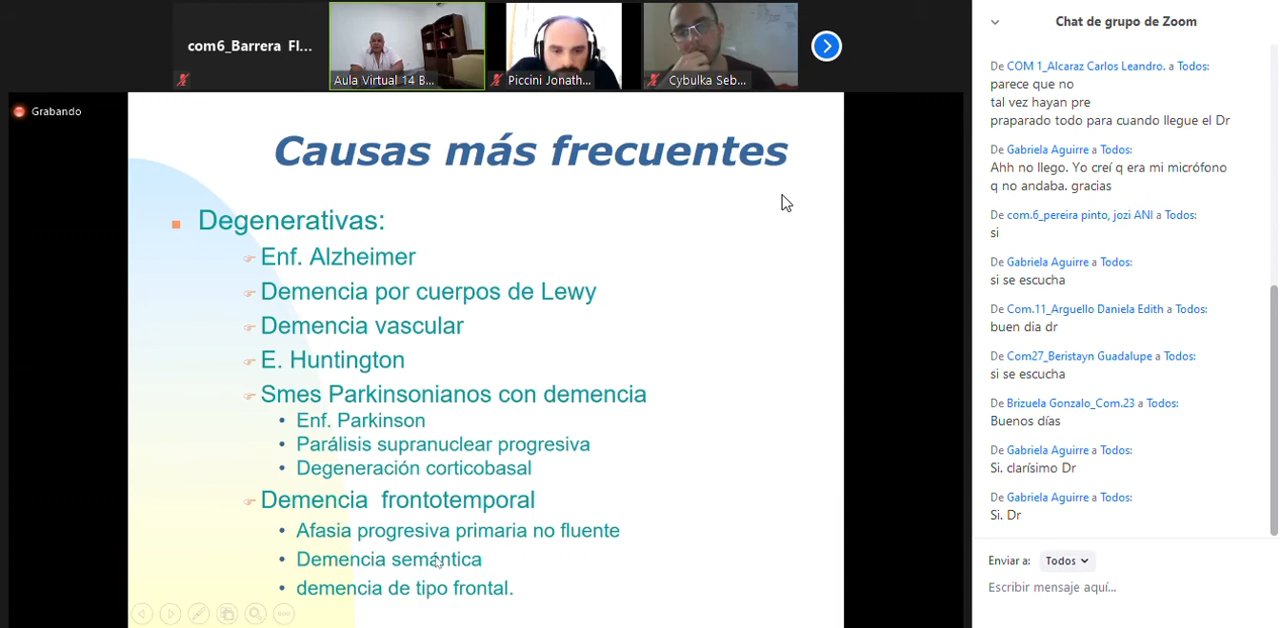 com6_Barrera Fl...
Aula Virtual 14 B...
Piccini Jonath...
Cybulka Seb...
Grabando
Causas más frecuentes
Degenerativas:
Enf. Alzheimer
Demencia por cuerpos de Lewy
Demencia vascular
E. Huntington
Smes Parkinsonianos con demencia
Enf. Parkinson
Parálisis supranuclear progresiva
Degeneración corticobasal
Demencia frontotemporal
Afasia progresiva primaria no fluente
Demencia semántica
demencia de tipo frontal.
Chat de grupo de Zoom
De COM 1_Alcaraz Carlos Leandro. a Todos:
parece que no
tal vez hayan pre
praparado todo para cuando llegue el Dr
De Gabriela Aguirre a Todos:
Ahh no llego. Yo creí q era mi micrófono
q no andaba. gracias
De com.6_pereira pinto, jozi ANI a Todos:
si
De Gabriela Aguirre a Todos:
si se escucha
De Com.11_Arguello Daniela Edith a Todos:
buen dia dr
De Com27_Beristayn Guadalupe a Todos:
si se escucha
De Brizuela Gonzalo_Com.23 a Todos:
Buenos días
De Gabriela Aguirre a Todos:
Si. clarísimo Dr
De Gabriela Aguirre a Todos:
Si. Dr
Enviar a: Todos
Escribir mensaje aquí...